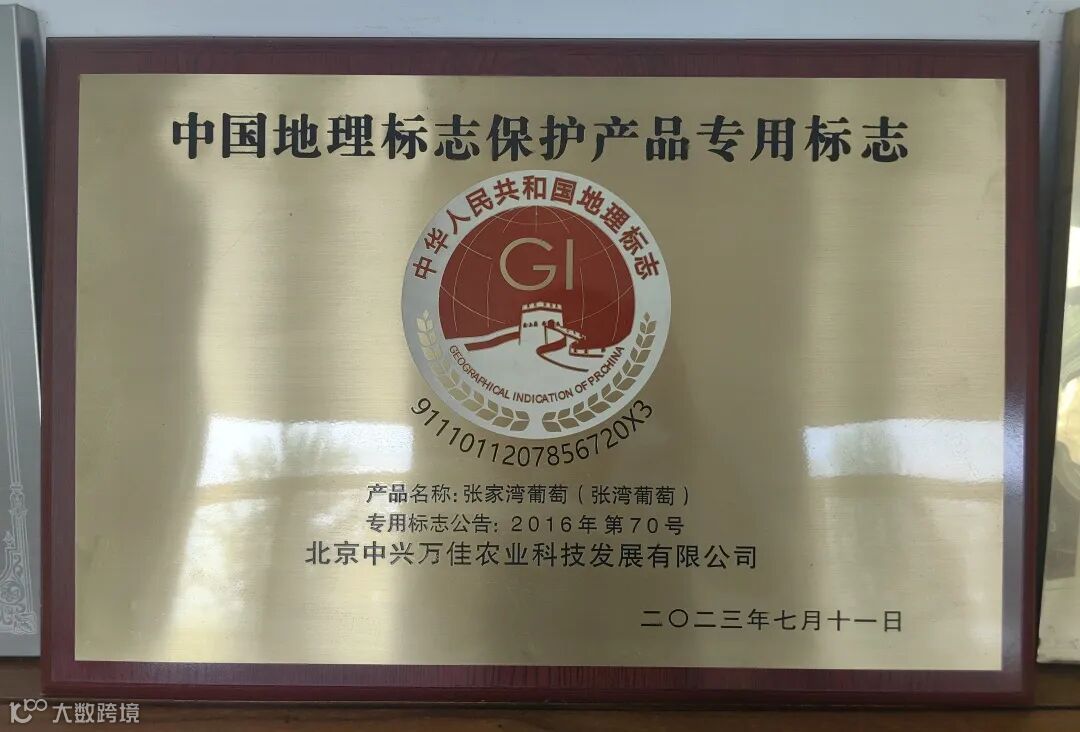 中国地理标志保护产品专用标志
中华人民共和国地理标志
GI
GEOGRAPHICAL INDICATION OF P.R.CHINA
9111011207856720X3
产品名称:张家湾葡萄(张湾葡萄)
专用标志公告:2016年第70号
北京中兴万佳农业科技发展有限公司
二〇二三年七月十一日
大数跨境